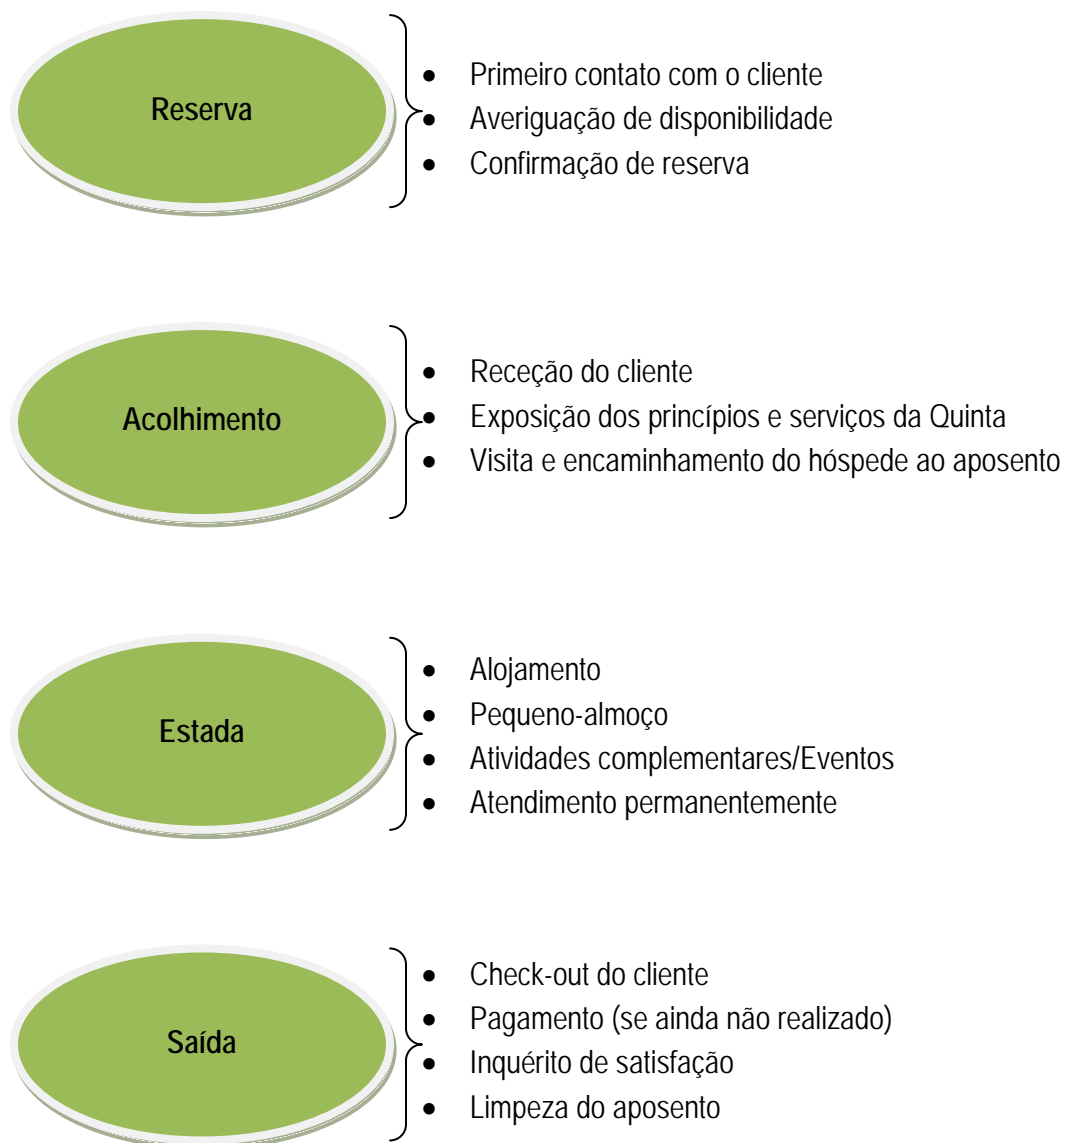 Reserva
• Primeiro contato com o cliente
• Averiguação de disponibilidade
• Confirmação de reserva
Acolhimento
• Receção do cliente
• Exposição dos princípios e serviços da Quinta
• Visita e encaminhamento do hóspede ao aposento
Estada
• Alojamento
• Pequeno-almoço
• Atividades complementares/Eventos
• Atendimento permanentemente
Saída
• Check-out do cliente
• Pagamento (se ainda não realizado)
• Inquérito de satisfação
• Limpeza do aposento